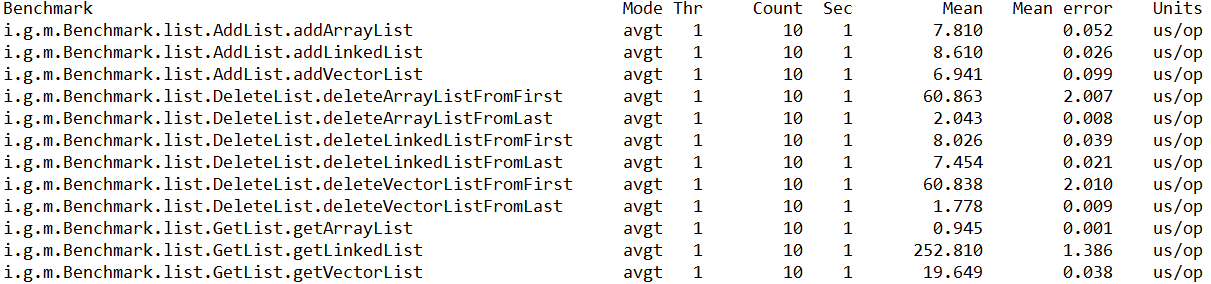 Benchmark Mode Thr Count Sec Mean Mean error Units
i.g.m.Benchmark.list.AddList.addArrayList avgt 1 10 1 7.810 0.052 us/op
i.g.m.Benchmark.list.AddList.addLinkedList avgt 1 10 1 8.610 0.026 us/op
i.g.m.Benchmark.list.AddList.addVectorList avgt 1 10 1 6.941 0.099 us/op
i.g.m.Benchmark.list.DeleteList.deleteArrayListFromFirst avgt 1 10 1 60.863 2.007 us/op
i.g.m.Benchmark.list.DeleteList.deleteArrayListFromLast avgt 1 10 1 2.043 0.008 us/op
i.g.m.Benchmark.list.DeleteList.deleteLinkedListFromFirst avgt 1 10 1 8.026 0.039 us/op
i.g.m.Benchmark.list.DeleteList.deleteLinkedListFromLast avgt 1 10 1 7.454 0.021 us/op
i.g.m.Benchmark.list.DeleteList.deleteVectorListFromFirst avgt 1 10 1 60.838 2.010 us/op
i.g.m.Benchmark.list.DeleteList.deleteVectorListFromLast avgt 1 10 1 1.778 0.009 us/op
i.g.m.Benchmark.list.GetList.getArrayList avgt 1 10 1 0.945 0.001 us/op
i.g.m.Benchmark.list.GetList.getLinkedList avgt 1 10 1 252.810 1.386 us/op
i.g.m.Benchmark.list.GetList.getVectorList avgt 1 10 1 19.649 0.038 us/op